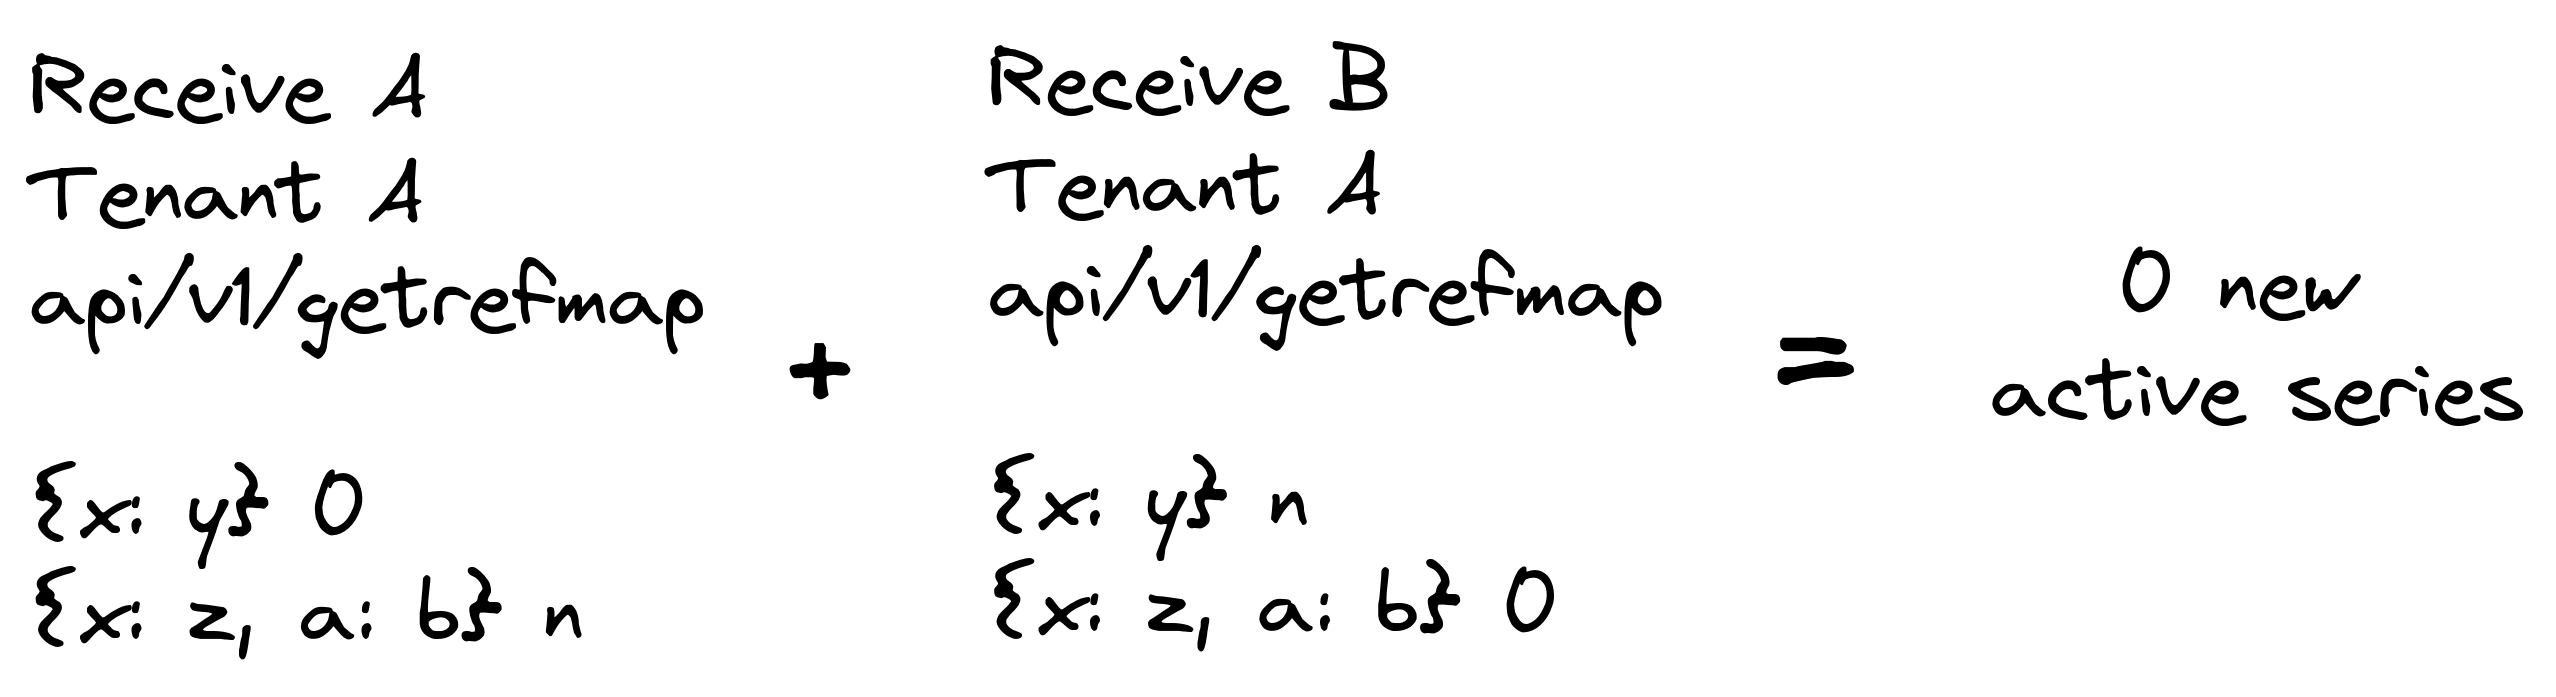 Receive A
Tenant A
api/v1/getrefmap
{x: y} 0
{x: z, a: b} n
+
Receive B
Tenant A
api/v1/getrefmap
{x: y} n
{x: z, a: b} 0
=
0 new
active series